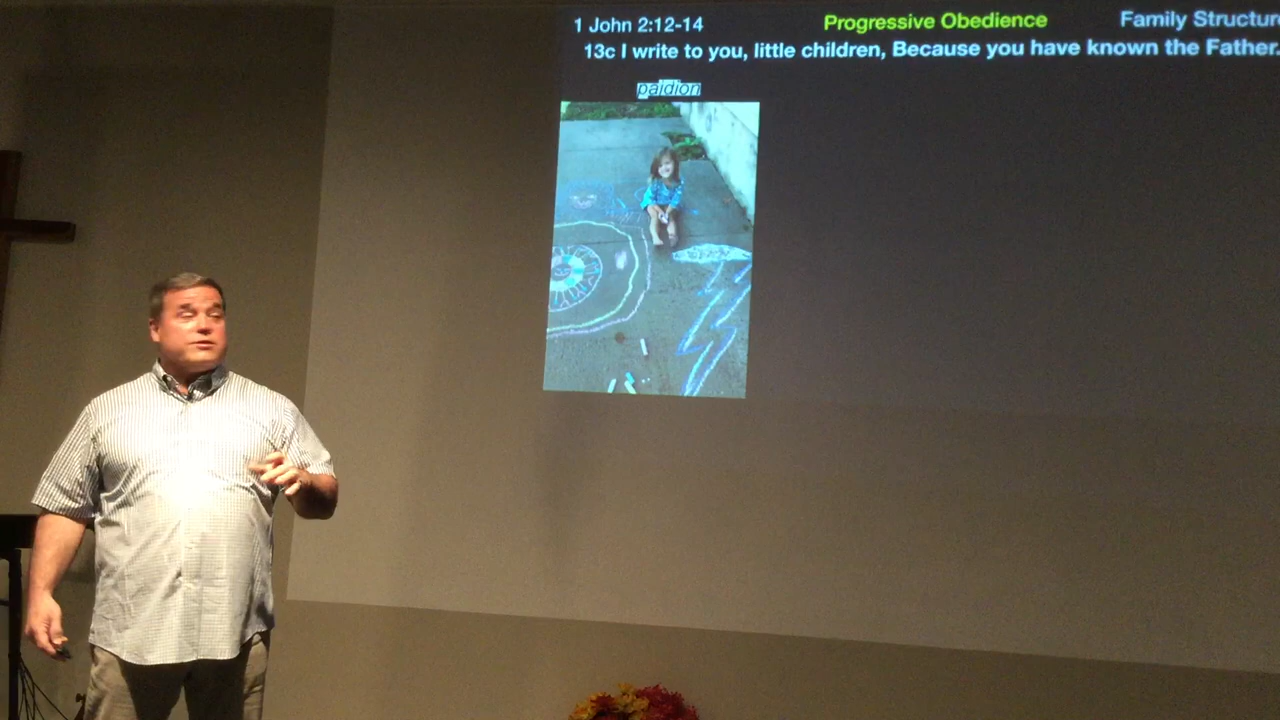 1 John 2:12-14 Progressive Obedience Family Structur
13c I write to you, little children, Because you have known the Father.
paidion